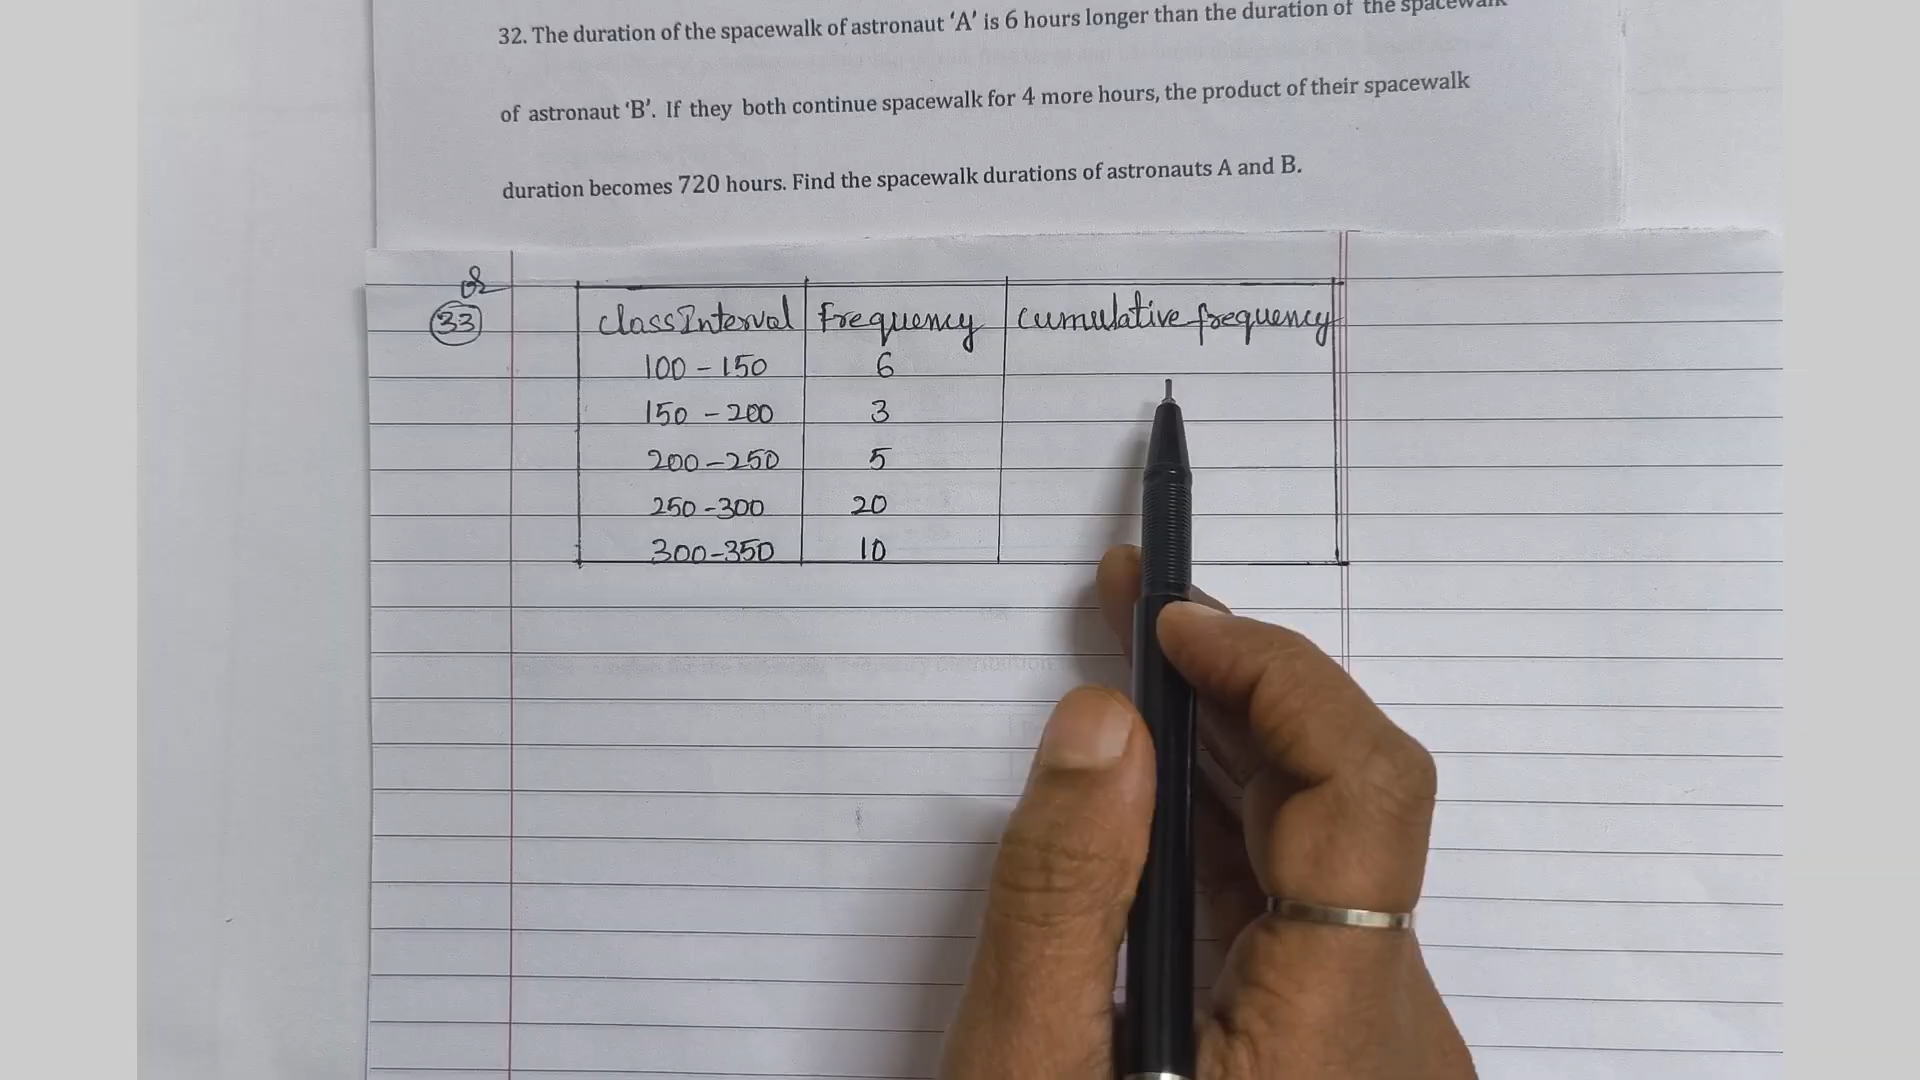 32. The duration of the spacewalk of astronaut ‘A’ is 6 hours longer than the duration of the spacewalk
of astronaut ‘B’. If they both continue spacewalk for 4 more hours, the product of their spacewalk
duration becomes 720 hours. Find the spacewalk durations of astronauts A and B.
33 class Interval frequency cumulative frequency
100 - 150 6
150 - 200 3
200 - 250 5
250 - 300 20
300 - 350 10